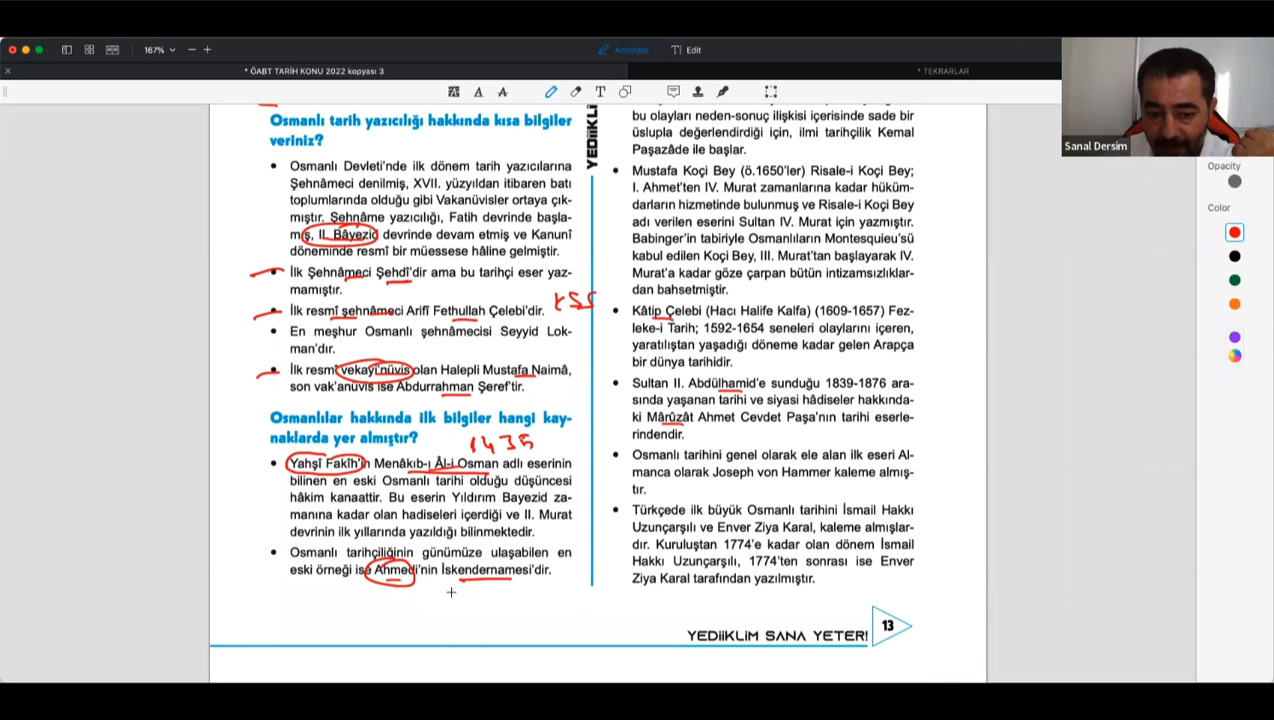 167%
Annotate
Edit
* ÖABT TARİH KONU 2022 kopyası 3
* TEKRARLAR
Sanal Dersim
Opacity
Color
Osmanlı tarih yazıcılığı hakkında kısa bilgiler
veriniz?
• Osmanlı Devleti'nde ilk dönem tarih yazıcılarına
Şehnâmeci denilmiş, XVII. yüzyıldan itibaren batı
toplumlarında olduğu gibi Vakanüvisler ortaya çık-
mıştır. Şehnâme yazıcılığı, Fatih devrinde başla-
mış, II. Bâyezid devrinde devam etmiş ve Kanunî
döneminde resmî bir müessese hâline gelmiştir.
• İlk Şehnâmeci Şehdî'dir ama bu tarihçi eser yaz-
mamıştır.
• İlk resmî şehnâmeci Arifî Fethullah Çelebi'dir.
KSS
• En meşhur Osmanlı şehnâmecisi Seyyid Lok-
man'dır.
• İlk resmî vekayi'nüvis olan Halepli Mustafa Naimâ,
son vak'anüvis ise Abdurrahman Şeref'tir.
Osmanlılar hakkında ilk bilgiler hangi kay-
naklarda yer almıştır?
1435
• Yahşî Fakîh'in Menâkıb-ı Âl-i Osman adlı eserinin
bilinen en eski Osmanlı tarihi olduğu düşüncesi
hâkim kanaattir. Bu eserin Yıldırım Bayezid za-
manına kadar olan hadiseleri içerdiği ve II. Murat
devrinin ilk yıllarında yazıldığı bilinmektedir.
• Osmanlı tarihçiliğinin günümüze ulaşabilen en
eski örneği ise Ahmedi'nin İskendernamesi'dir.
YEDİİKLİ
bu olayları neden-sonuç ilişkisi içerisinde sade bir
üslupla değerlendirdiği için, ilmi tarihçilik Kemal
Paşazâde ile başlar.
• Mustafa Koçi Bey (ö.1650'ler) Risale-i Koçi Bey;
I. Ahmet'ten IV. Murat zamanlarına kadar hüküm-
darların hizmetinde bulunmuş ve Risale-i Koçi Bey
adı verilen eserini Sultan IV. Murat için yazmıştır.
Babinger'in tabiriyle Osmanlıların Montesquieu'sü
kabul edilen Koçi Bey, III. Murat'tan başlayarak IV.
Murat'a kadar göze çarpan bütün intizamsızlıklar-
dan bahsetmiştir.
• Kâtip Çelebi (Hacı Halife Kalfa) (1609-1657) Fez-
leke-i Tarih; 1592-1654 seneleri olaylarını içeren,
yaratılıştan yaşadığı döneme kadar gelen Arapça
bir dünya tarihidir.
• Sultan II. Abdülhamid'e sunduğu 1839-1876 ara-
sında yaşanan tarihi ve siyasi hâdiseler hakkında-
ki Mârûzât Ahmet Cevdet Paşa'nın tarihi eserle-
rindendir.
• Osmanlı tarihini genel olarak ele alan ilk eseri Al-
manca olarak Joseph von Hammer kaleme almış-
tır.
• Türkçede ilk büyük Osmanlı tarihini İsmail Hakkı
Uzunçarşılı ve Enver Ziya Karal, kaleme almışlar-
dır. Kuruluştan 1774'e kadar olan dönem İsmail
Hakkı Uzunçarşılı, 1774'ten sonrası ise Enver
Ziya Karal tarafından yazılmıştır.
YEDİİKLİM SANA YETER!
13